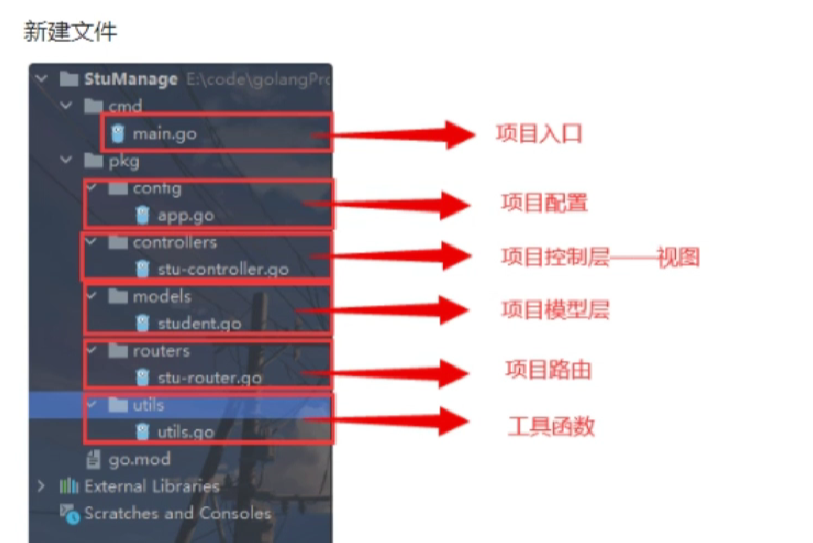 新建文件
StuManage E:\code\golangPro
cmd
main.go
项目入口
pkg
config
app.go
项目配置
controllers
stu-controller.go
项目控制层——视图
models
student.go
项目模型层
routers
stu-router.go
项目路由
utils
utils.go
工具函数
go.mod
External Libraries
Scratches and Consoles